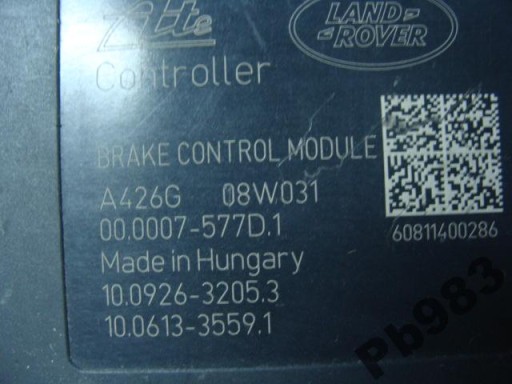 Ate
LAND
ROVER
Controller
BRAKE CONTROL MODULE
A426G 08W031
00.0007-577D.1
60811400286
Made in Hungary
10.0926-3205.3
10.0613-3559.1
Pb983